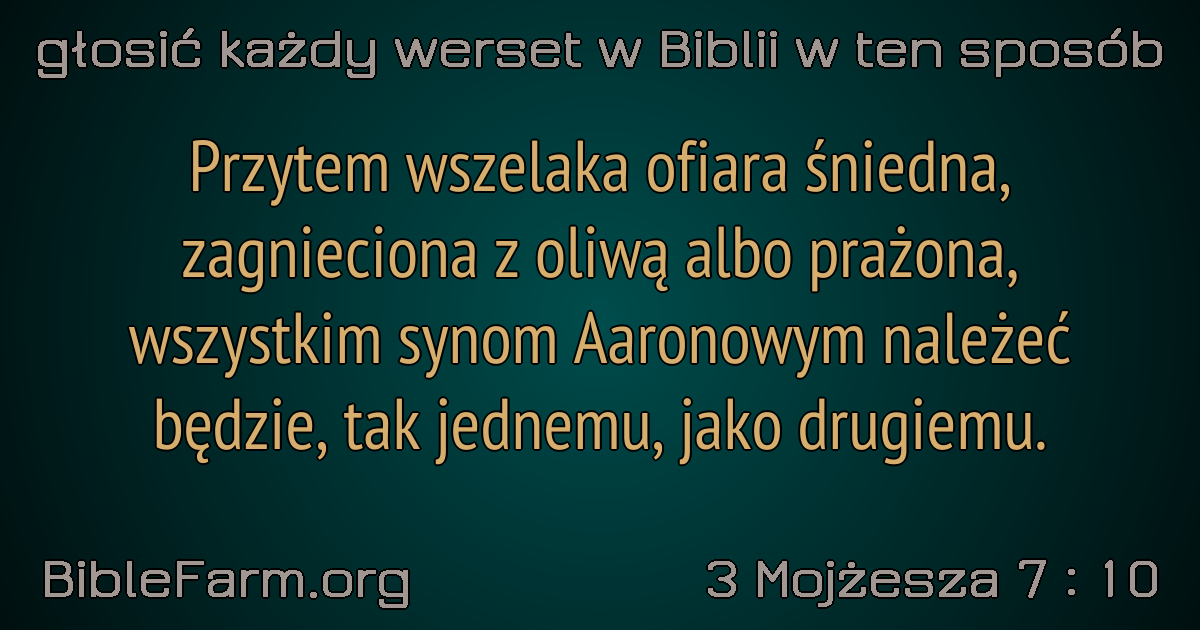 głosić każdy werset w Biblii w ten sposób
Przytem wszelaka ofiara śniedna,
zagnieciona z oliwą albo prażona,
wszystkim synom Aaronowym należeć
będzie, tak jednemu, jako drugiemu.
BibleFarm.org
3 Mojżesza 7 : 10